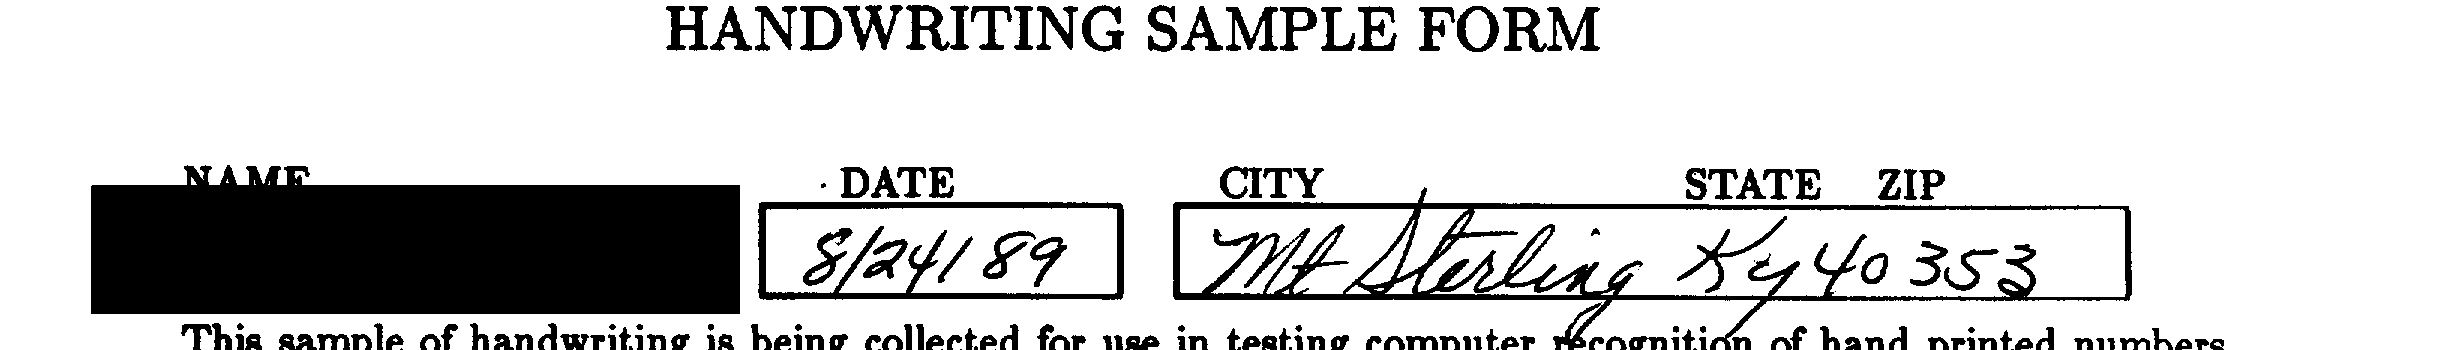 HANDWRITING SAMPLE FORM
NAME DATE CITY STATE ZIP
8/24/89 Mt Sterling Ky 40353
This sample of handwriting is being collected for use in testing computer recognition of hand printed numbers